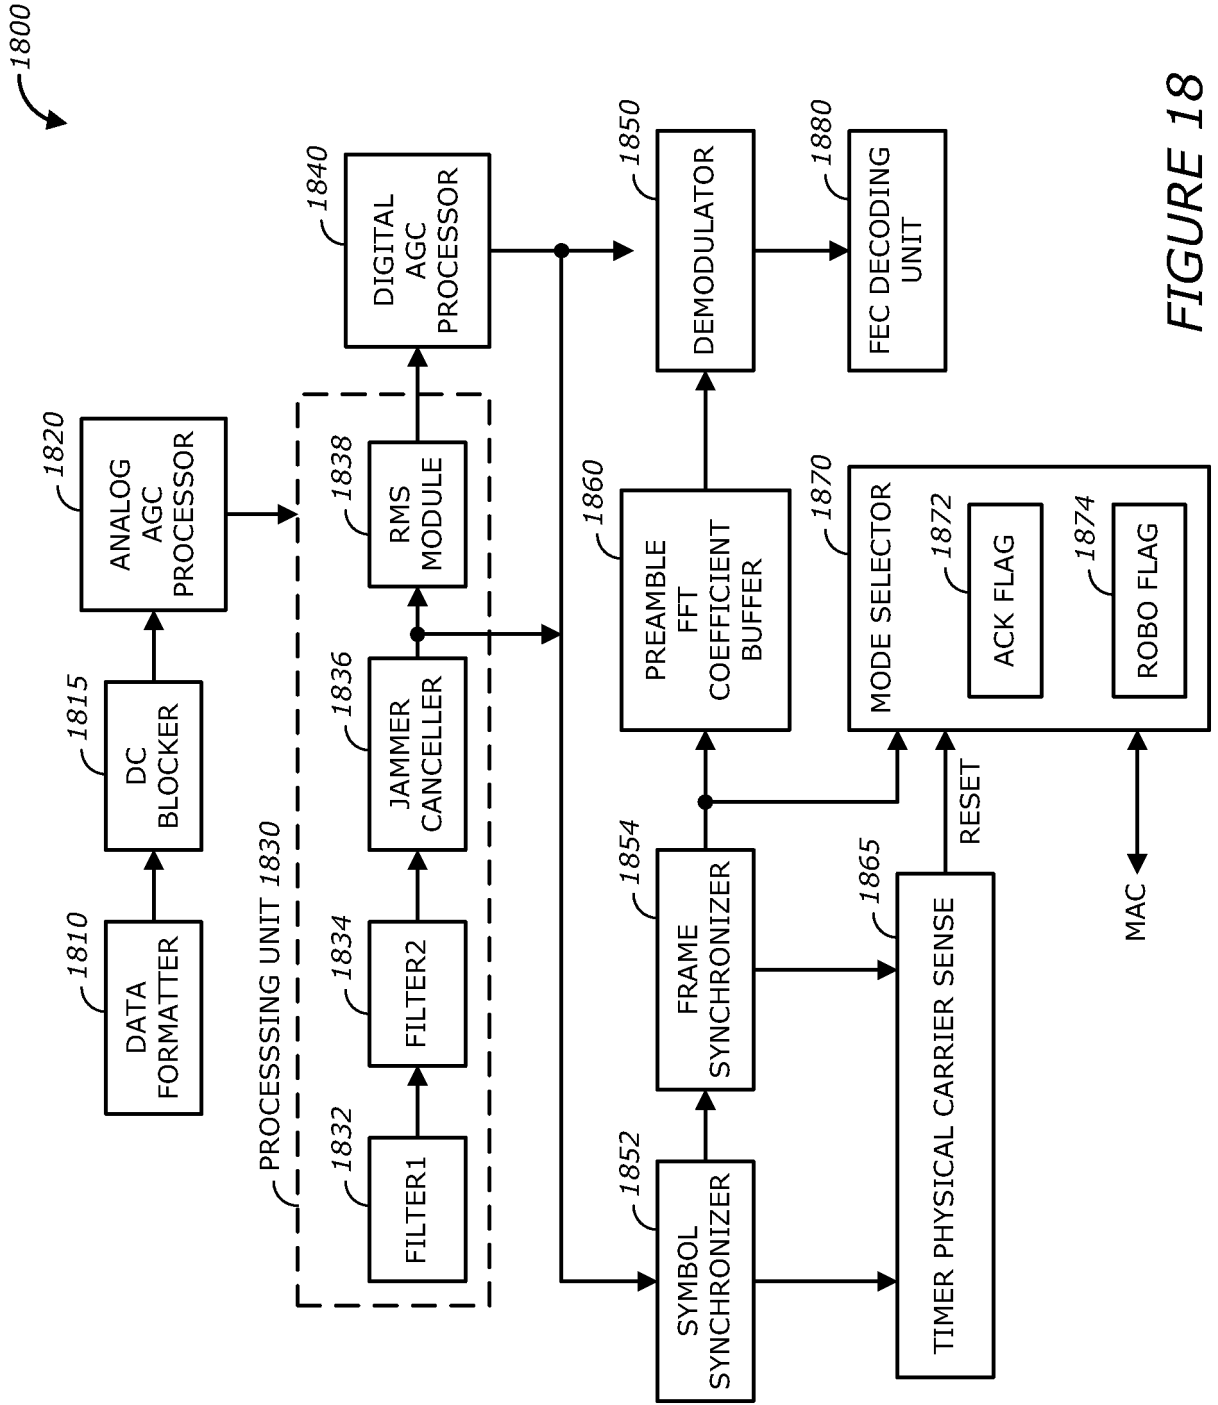 1800
1810
DATA
FORMATTER
1815
DC
BLOCKER
1820
ANALOG
AGC
PROCESSOR
PROCESSSING UNIT 1830
1832
FILTER1
1834
FILTER2
1836
JAMMER
CANCELLER
1838
RMS
MODULE
1840
DIGITAL
AGC
PROCESSOR
1852
SYMBOL
SYNCHRONIZER
1854
FRAME
SYNCHRONIZER
1860
PREAMBLE
FFT
COEFFICIENT
BUFFER
1850
DEMODULATOR
1865
TIMER PHYSICAL CARRIER SENSE
RESET
1870
MODE SELECTOR
1872
ACK FLAG
1874
ROBO FLAG
MAC
1880
FEC DECODING
UNIT
FIGURE 18